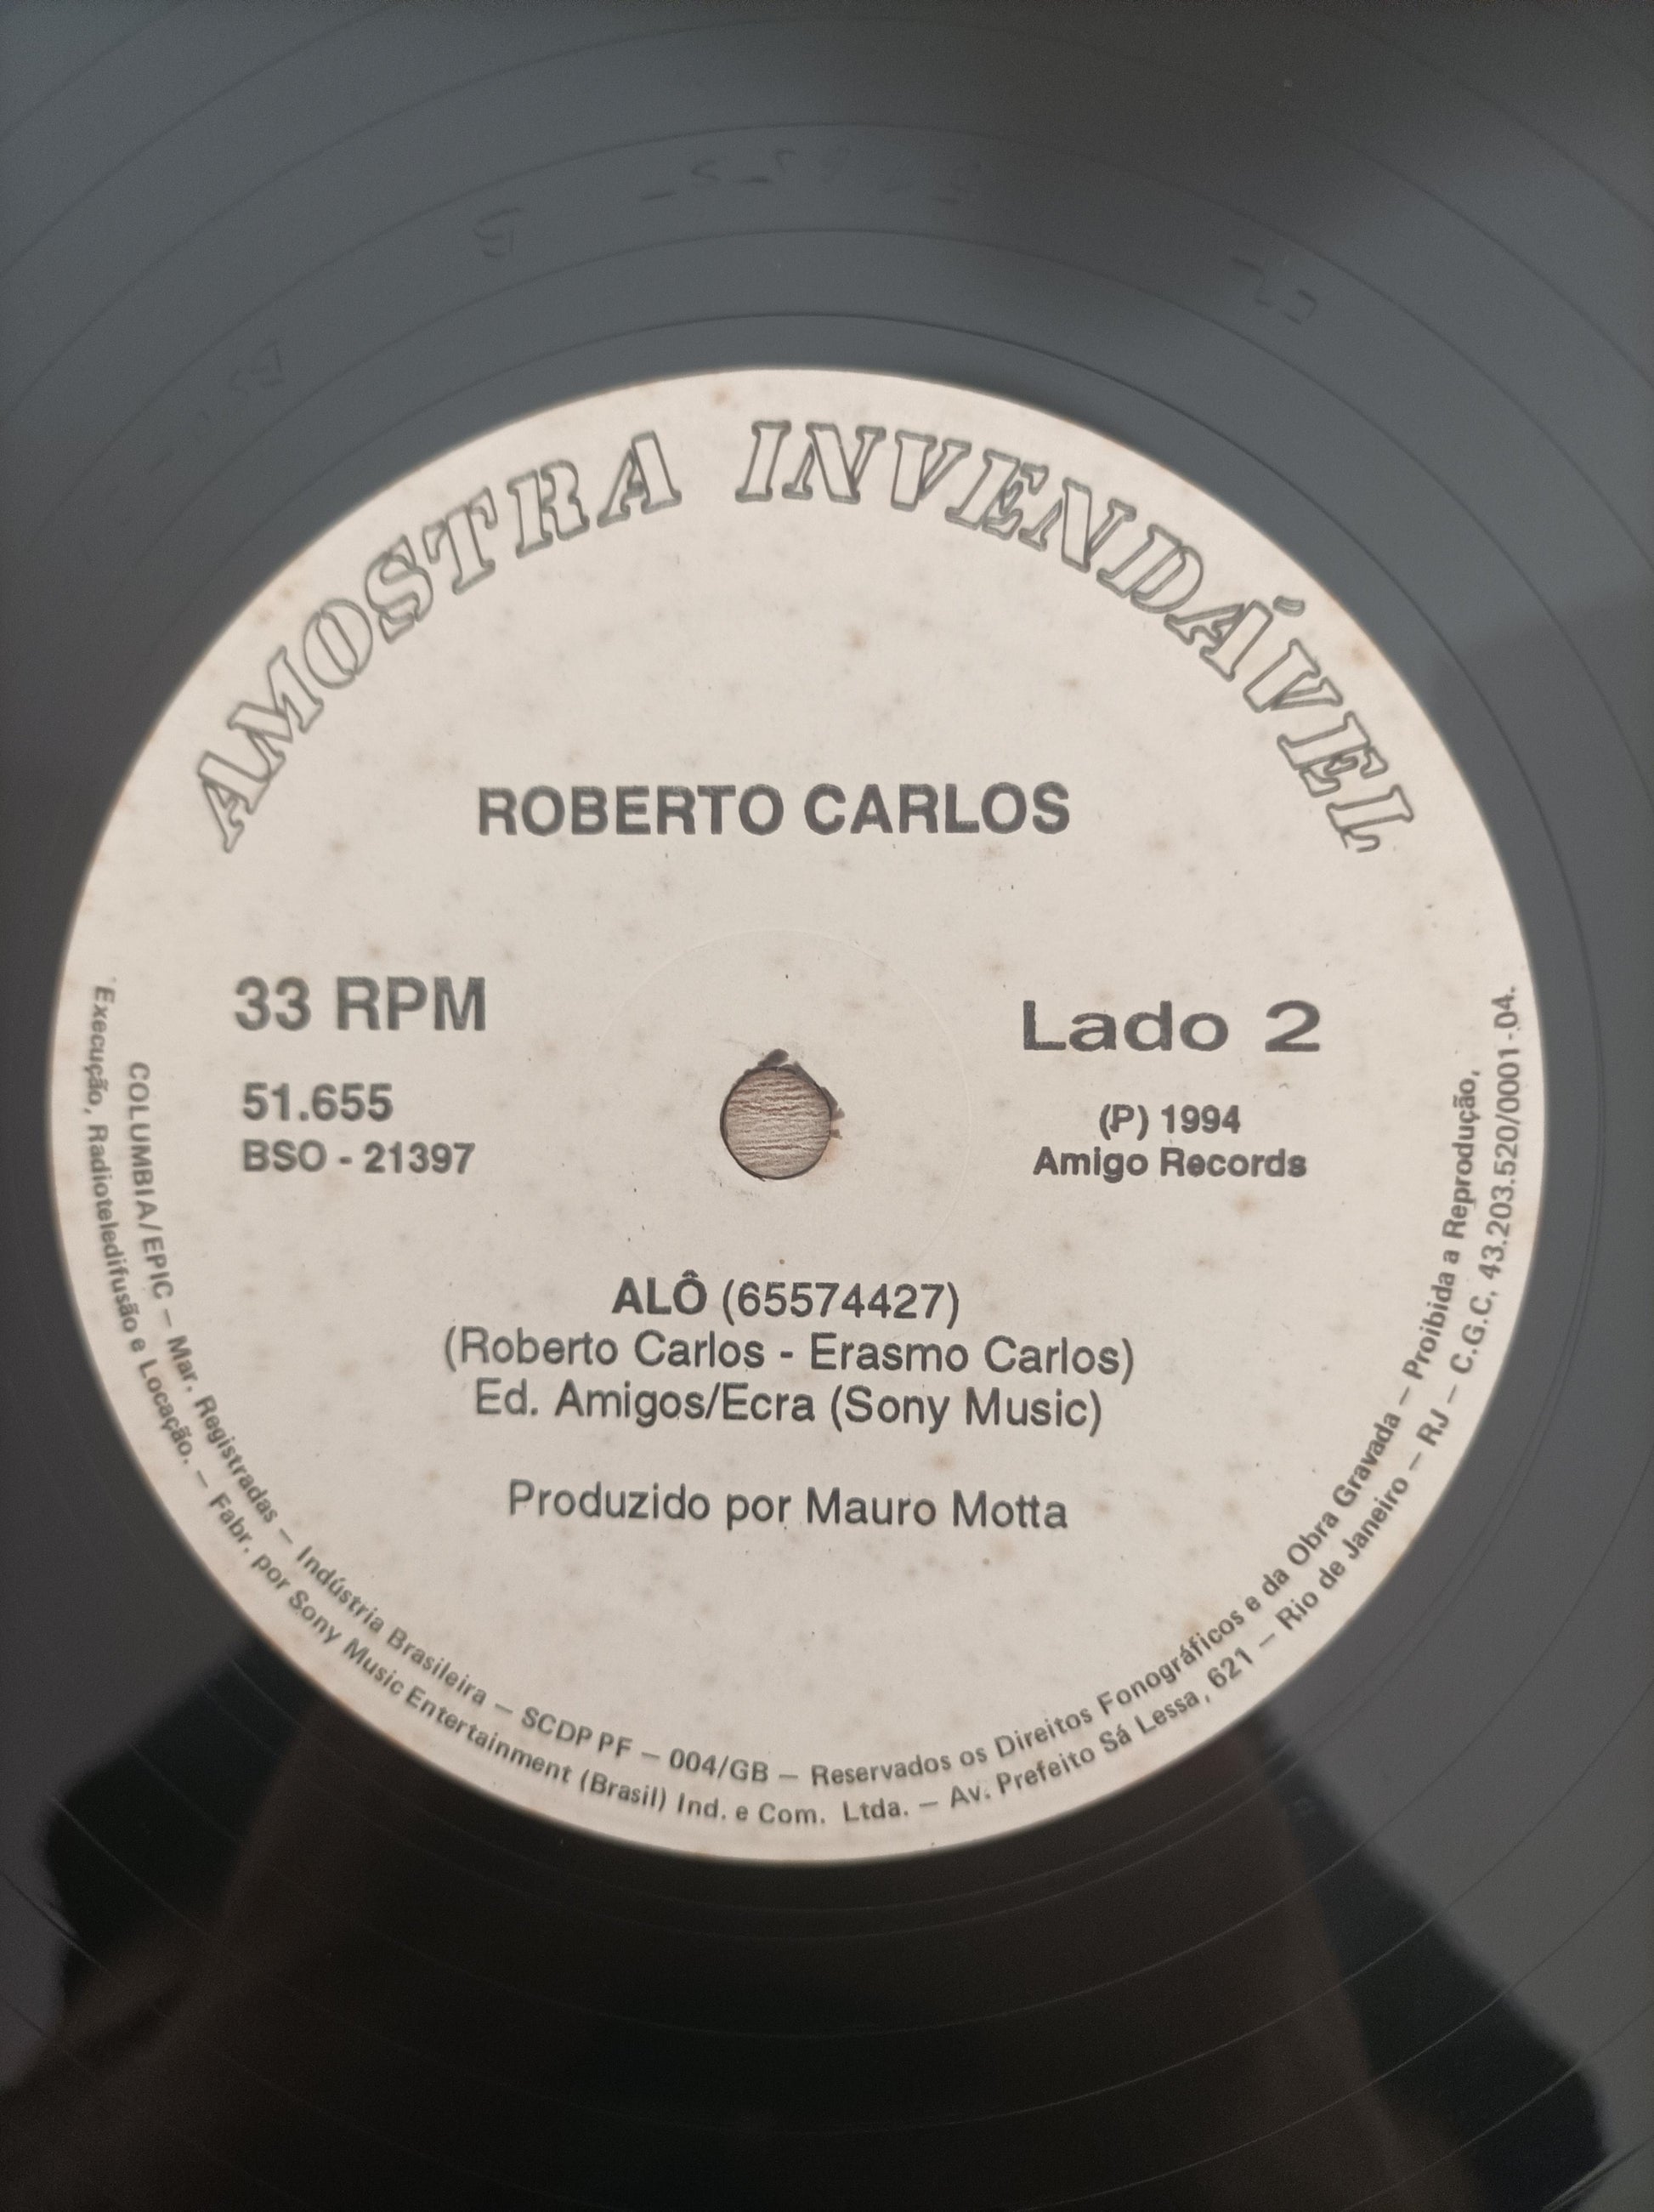 AMOSTRA INVENDÁVEL
ROBERTO CARLOS
33 RPM
51.655
BSO - 21397
Lado 2
(P) 1994
Amigo Records
ALÔ (65574427)
(Roberto Carlos - Erasmo Carlos)
Ed. Amigos/Ecra (Sony Music)
Produzido por Mauro Motta
COLUMBIA/EPIC — Mar. Registradas — Indústria Brasileira — SCDP PF — 004/GB — Reservados os Direitos Fonográficos e da Obra Gravada — Proibida a Reprodução,
Execução, Radioteledifusão e Locação. — Fabr. por Sony Music Entertainment (Brasil) Ind. e Com. Ltda. — Av. Prefeito Sá Lessa, 621 — Rio de Janeiro — RJ — C.G.C. 43.203.520/0001-04.